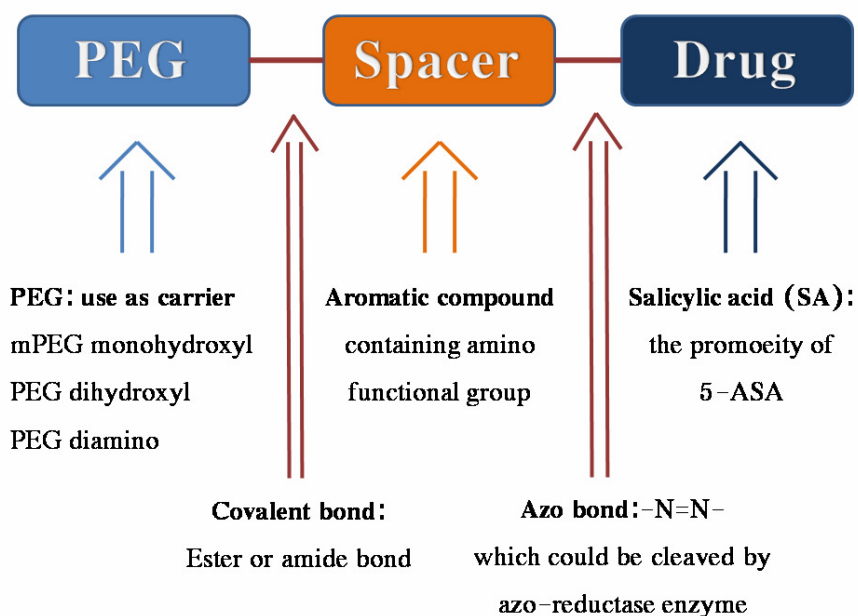 PEG
Spacer
Drug
PEG: use as carrier
mPEG monohydroxyl
PEG dihydroxyl
PEG diamino
Aromatic compound
containing amino
functional group
Salicylic acid (SA):
the promoeity of
5-ASA
Covalent bond:
Ester or amide bond
Azo bond:-N=N-
which could be cleaved by
azo-reductase enzyme